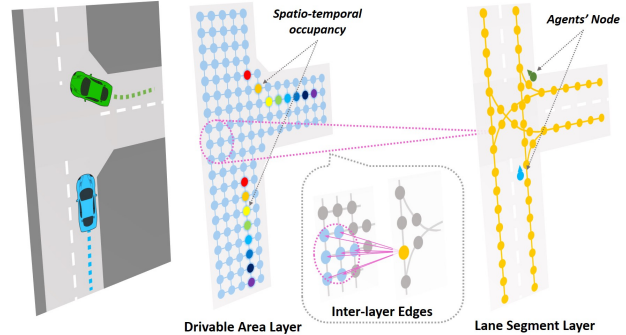 Spatio-temporal
occupancy
Agents' Node
Inter-layer Edges
Drivable Area Layer
Lane Segment Layer